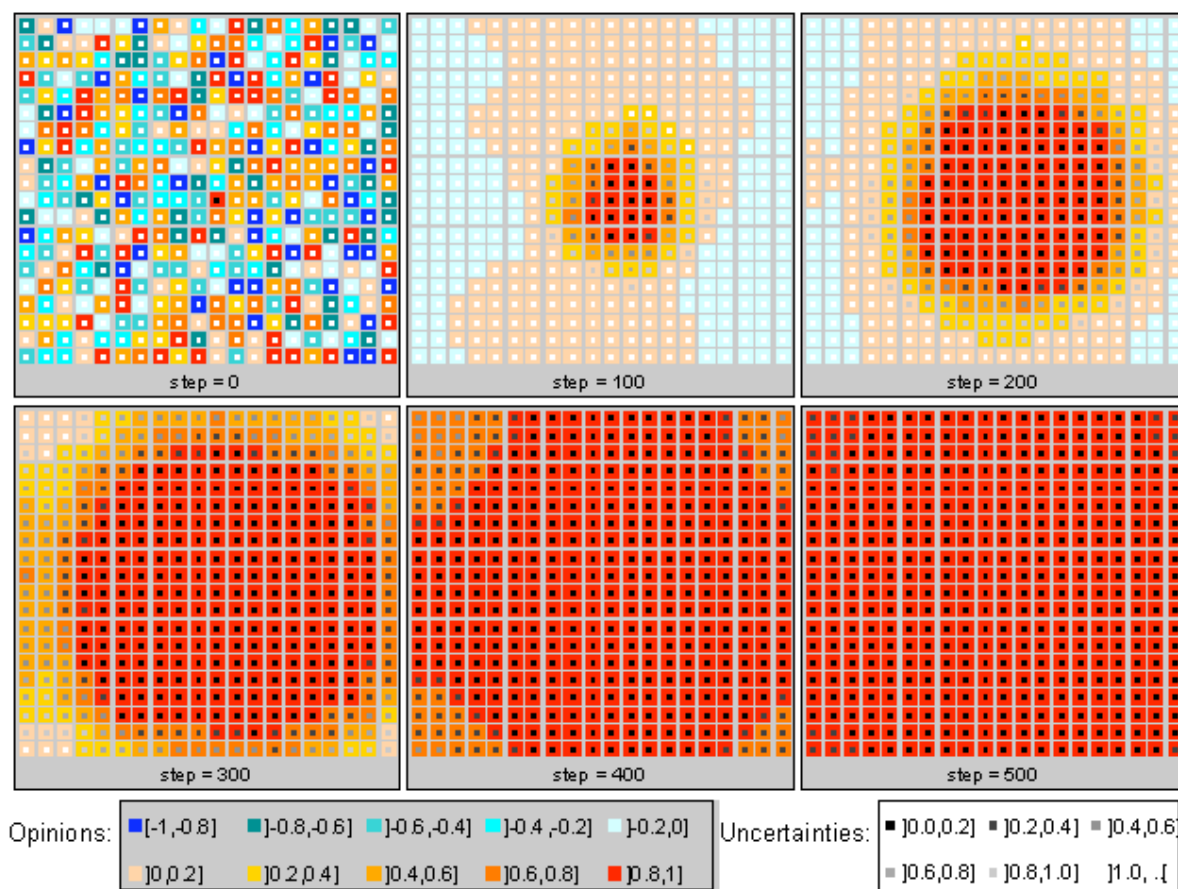 step = 0
step = 100
step = 200
step = 300
step = 400
step = 500
Opinions: [-1,-0.8] ]-0.8,-0.6] ]-0.6,-0.4] ]-0.4 ,-0.2] ]-0.2,0]
]0,0.2] ]0.2,0.4] ]0.4,0.6] ]0.6,0.8] ]0.8,1]
Uncertainties: ]0.0,0.2] ]0.2,0.4] ]0.4,0.6]
]0.6,0.8] ]0.8,1.0] ]1.0, ..[